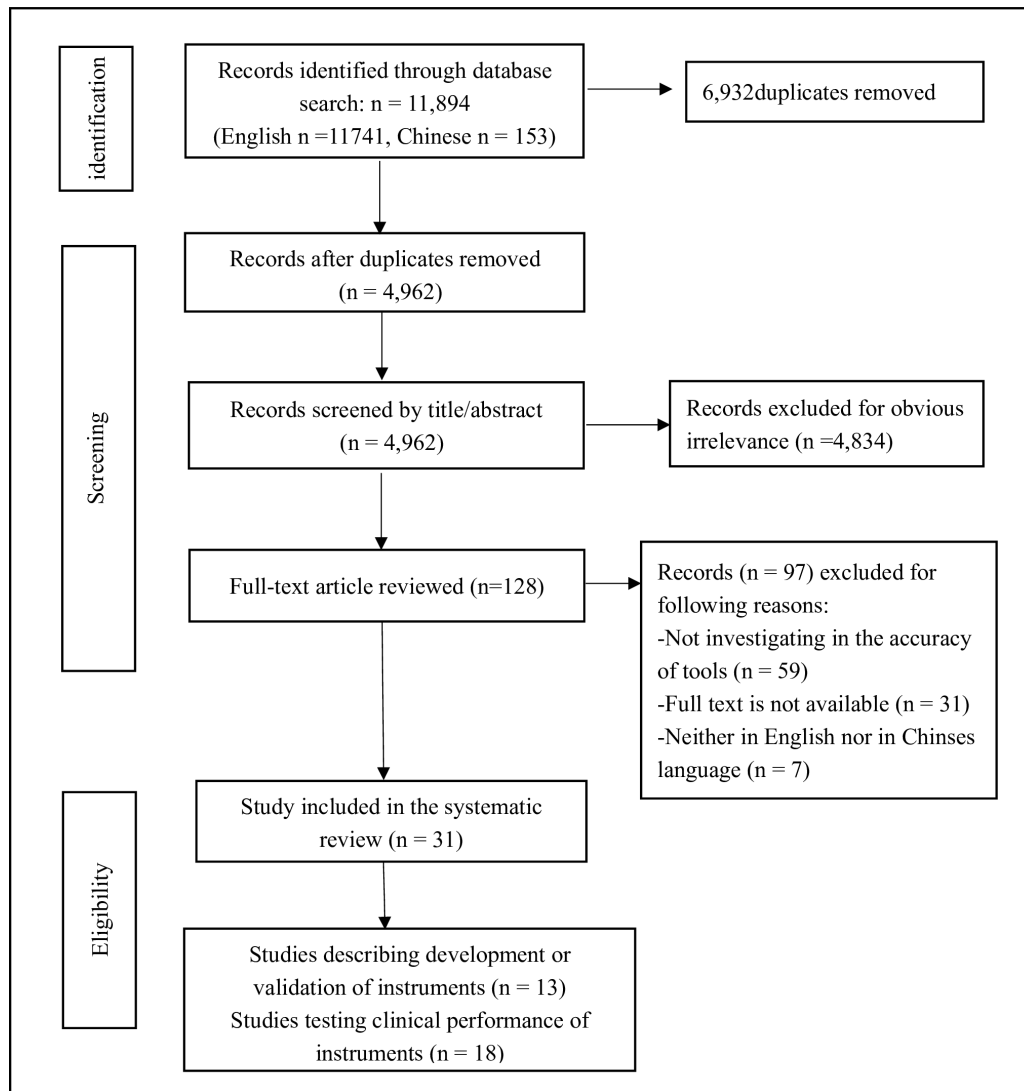 identification
Records identified through database
search: n = 11,894
(English n =11741, Chinese n = 153)
6,932duplicates removed
Screening
Records after duplicates removed
(n = 4,962)
Records screened by title/abstract
(n = 4,962)
Records excluded for obvious
irrelevance (n =4,834)
Full-text article reviewed (n=128)
Records (n = 97) excluded for
following reasons:
-Not investigating in the accuracy
of tools (n = 59)
-Full text is not available (n = 31)
-Neither in English nor in Chinses
language (n = 7)
Eligibility
Study included in the systematic
review (n = 31)
Studies describing development or
validation of instruments (n = 13)
Studies testing clinical performance of
instruments (n = 18)